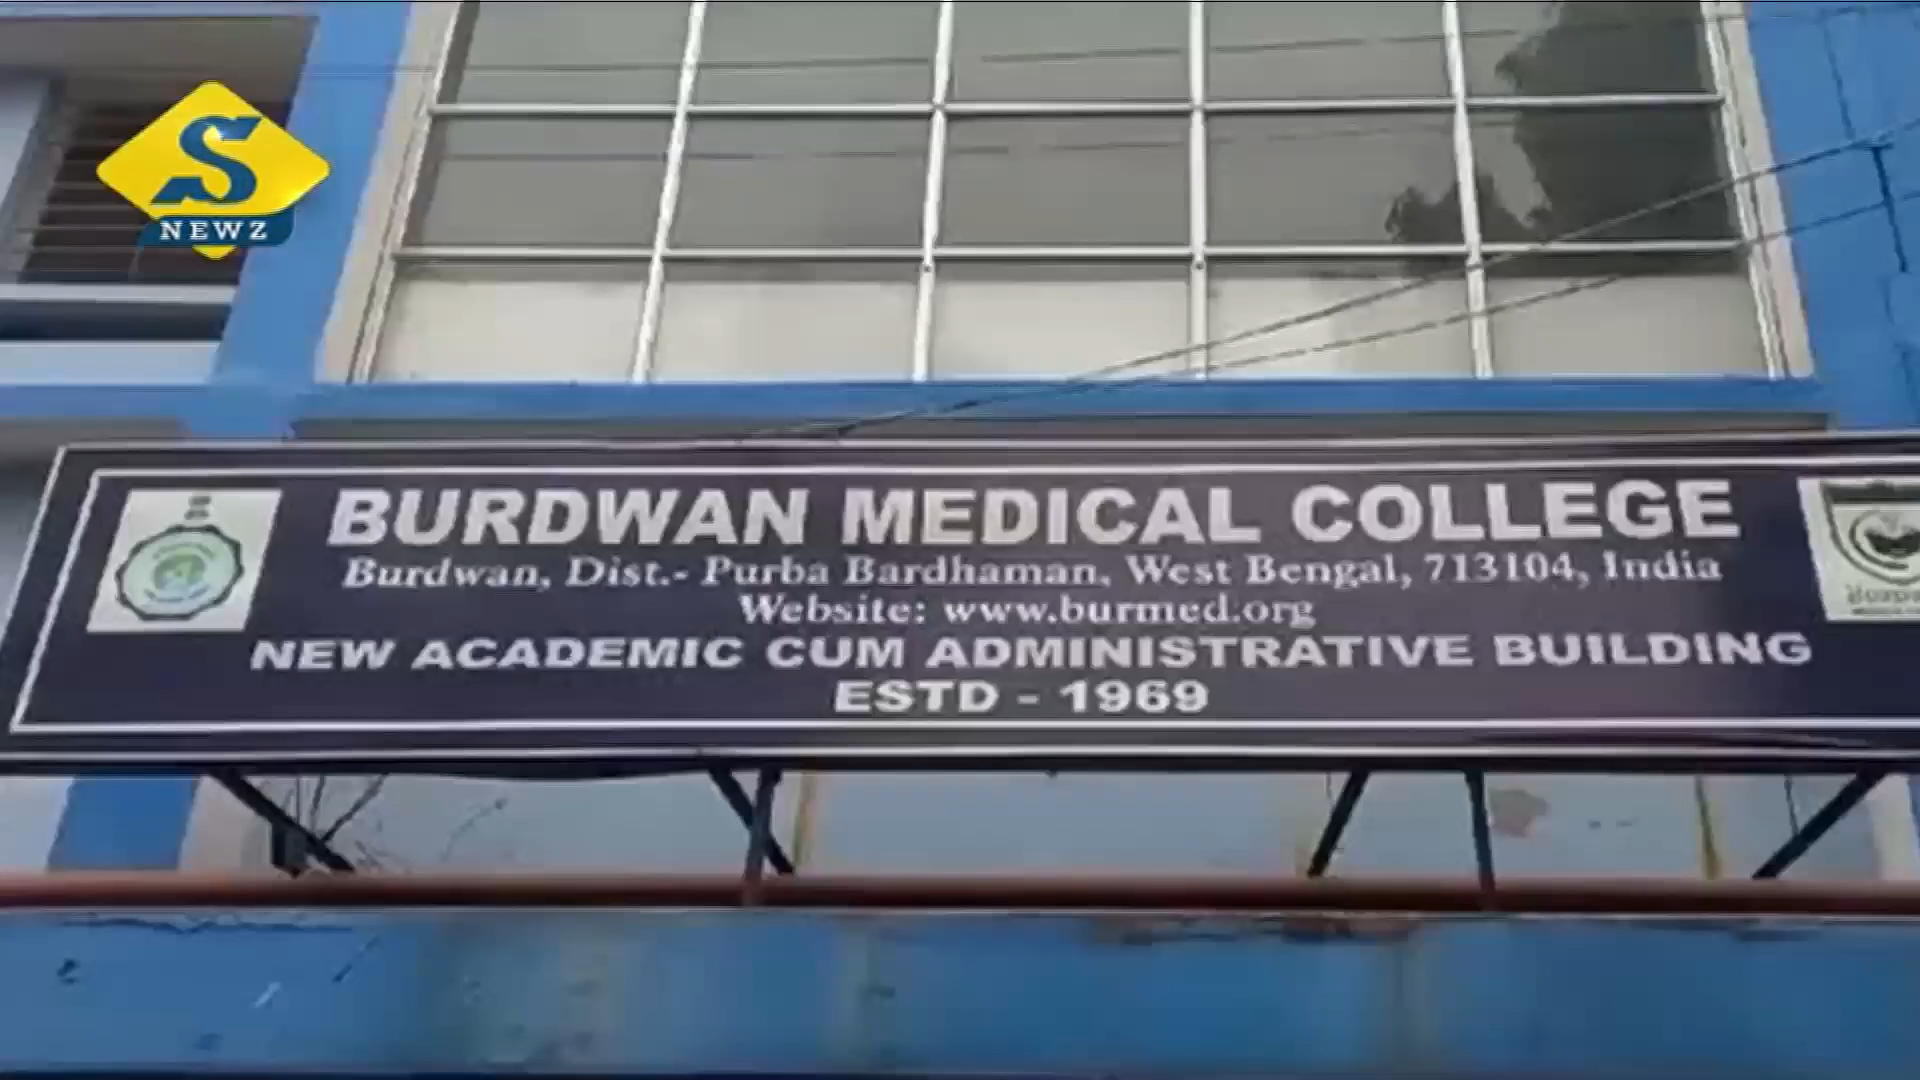 S
NEWZ
BURDWAN MEDICAL COLLEGE
Burdwan, Dist.- Purba Bardhaman, West Bengal, 713104, India
Website: www.burmed.org
NEW ACADEMIC CUM ADMINISTRATIVE BUILDING
ESTD - 1969